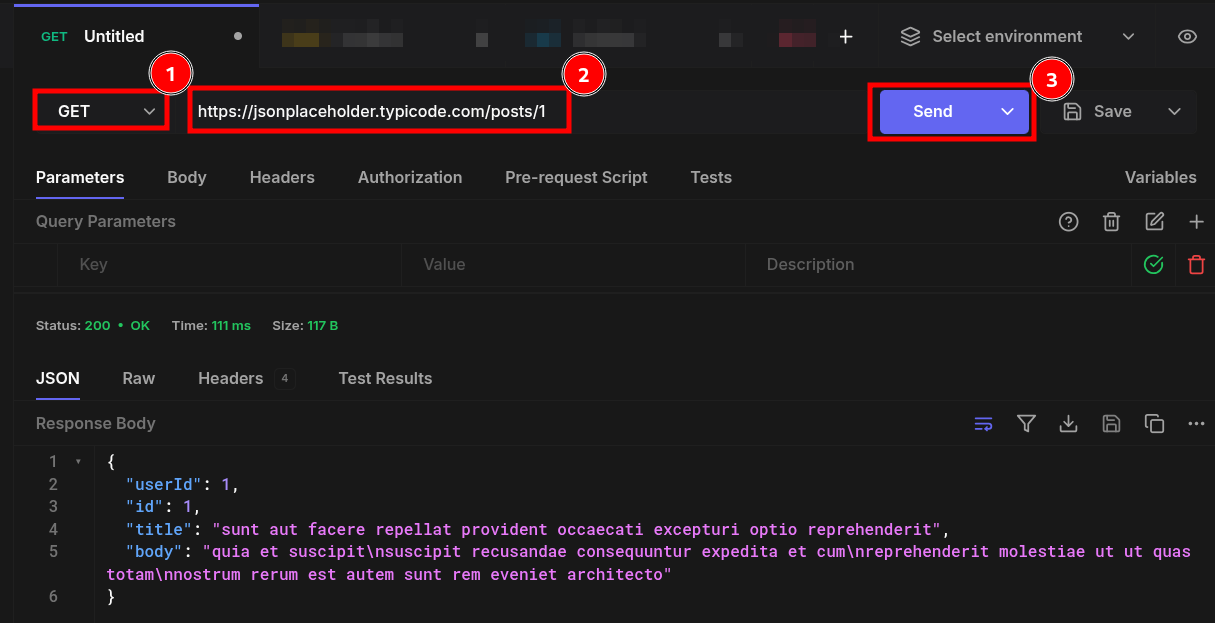 GET Untitled Select environment
1 2 3
GET https://jsonplaceholder.typicode.com/posts/1 Send Save
Parameters Body Headers Authorization Pre-request Script Tests Variables
Query Parameters
Key Value Description
Status: 200 • OK Time: 111 ms Size: 117 B
JSON Raw Headers 4 Test Results
Response Body
1 {
2 "userId": 1,
3 "id": 1,
4 "title": "sunt aut facere repellat provident occaecati excepturi optio reprehenderit",
5 "body": "quia et suscipit\nsuscipit recusandae consequuntur expedita et cum\nreprehenderit molestiae ut ut quas
totam\nnostrum rerum est autem sunt rem eveniet architecto"
6 }